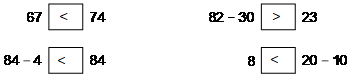 67 < 74 82 – 30 > 23
84 – 4 < 84 8 < 20 – 10